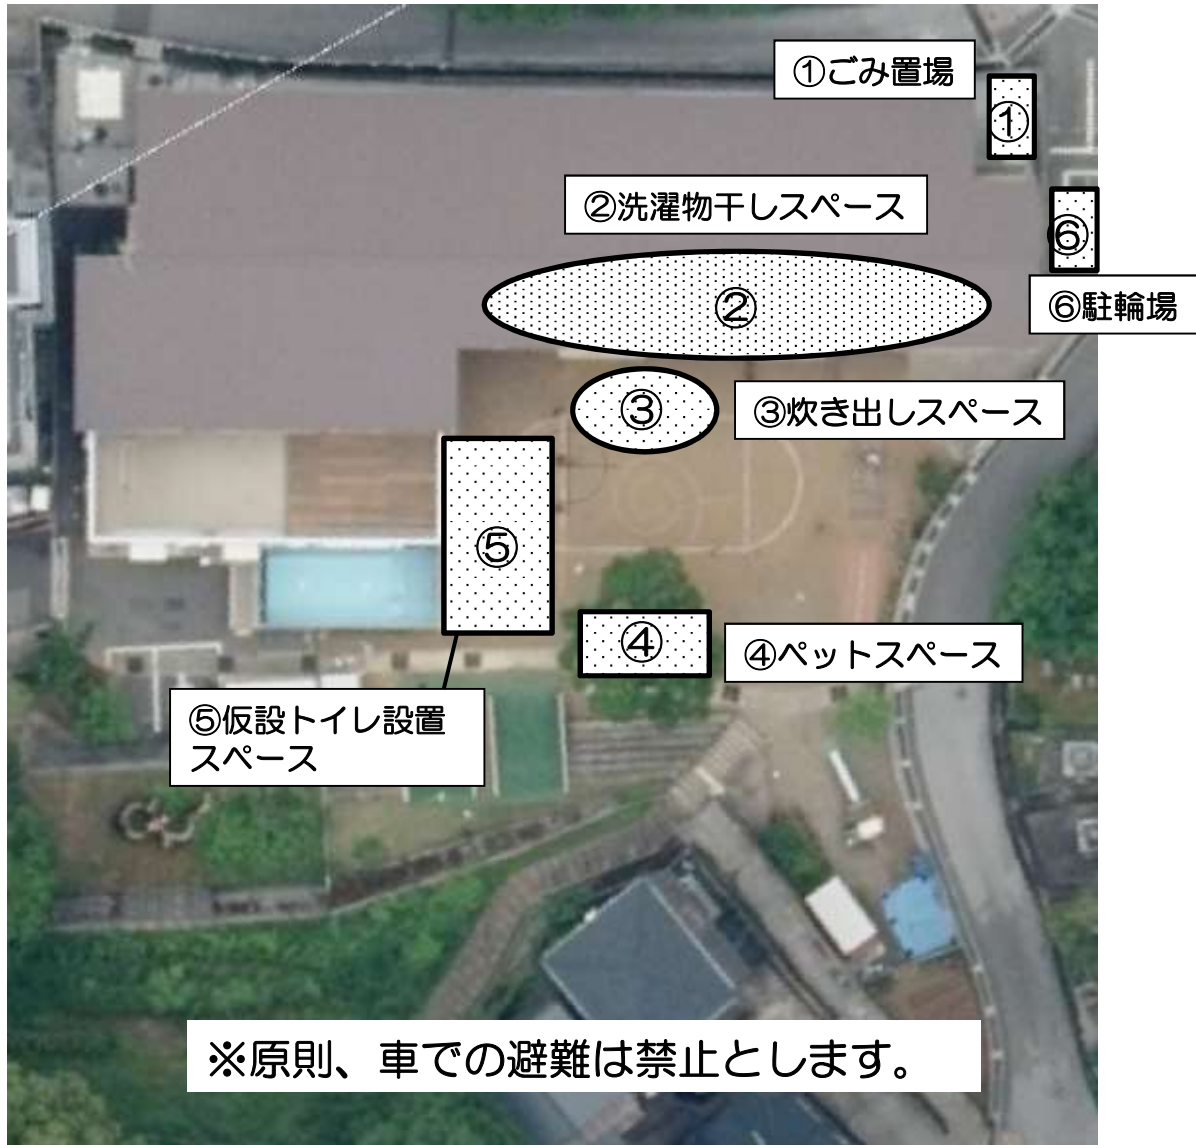 ①ごみ置場
①
②洗濯物干しスペース
⑥
②
⑥駐輪場
③
③炊き出しスペース
⑤
④
④ペットスペース
⑤仮設トイレ設置
スペース
※原則、車での避難は禁止とします。